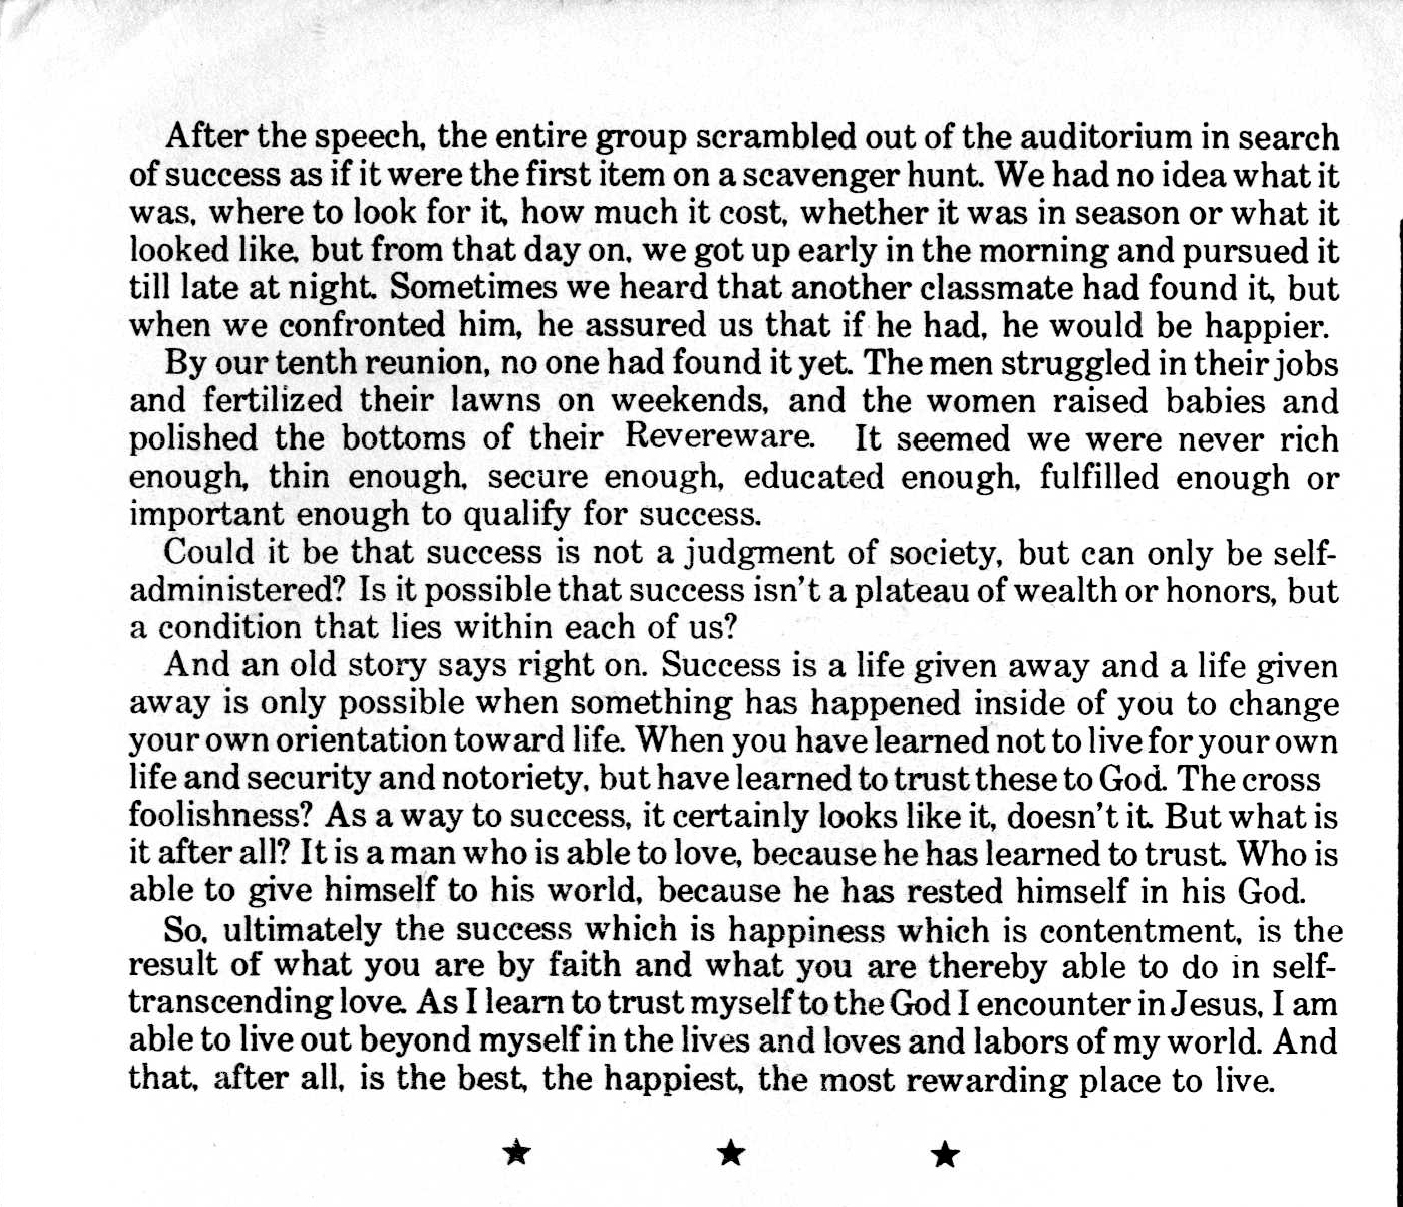 After the speech, the entire group scrambled out of the auditorium in search
of success as if it were the first item on a scavenger hunt. We had no idea what it
was, where to look for it, how much it cost, whether it was in season or what it
looked like, but from that day on, we got up early in the morning and pursued it
till late at night. Sometimes we heard that another classmate had found it, but
when we confronted him, he assured us that if he had, he would be happier.
By our tenth reunion, no one had found it yet. The men struggled in their jobs
and fertilized their lawns on weekends, and the women raised babies and
polished the bottoms of their Revereware. It seemed we were never rich
enough, thin enough, secure enough, educated enough, fulfilled enough or
important enough to qualify for success.
Could it be that success is not a judgment of society, but can only be self-
administered? Is it possible that success isn't a plateau of wealth or honors, but
a condition that lies within each of us?
And an old story says right on. Success is a life given away and a life given
away is only possible when something has happened inside of you to change
your own orientation toward life. When you have learned not to live for your own
life and security and notoriety, but have learned to trust these to God. The cross
foolishness? As a way to success, it certainly looks like it, doesn't it. But what is
it after all? It is a man who is able to love, because he has learned to trust. Who is
able to give himself to his world, because he has rested himself in his God.
So, ultimately the success which is happiness which is contentment, is the
result of what you are by faith and what you are thereby able to do in self-
transcending love. As I learn to trust myself to the God I encounter in Jesus, I am
able to live out beyond myself in the lives and loves and labors of my world. And
that, after all, is the best, the happiest, the most rewarding place to live.
★ ★ ★